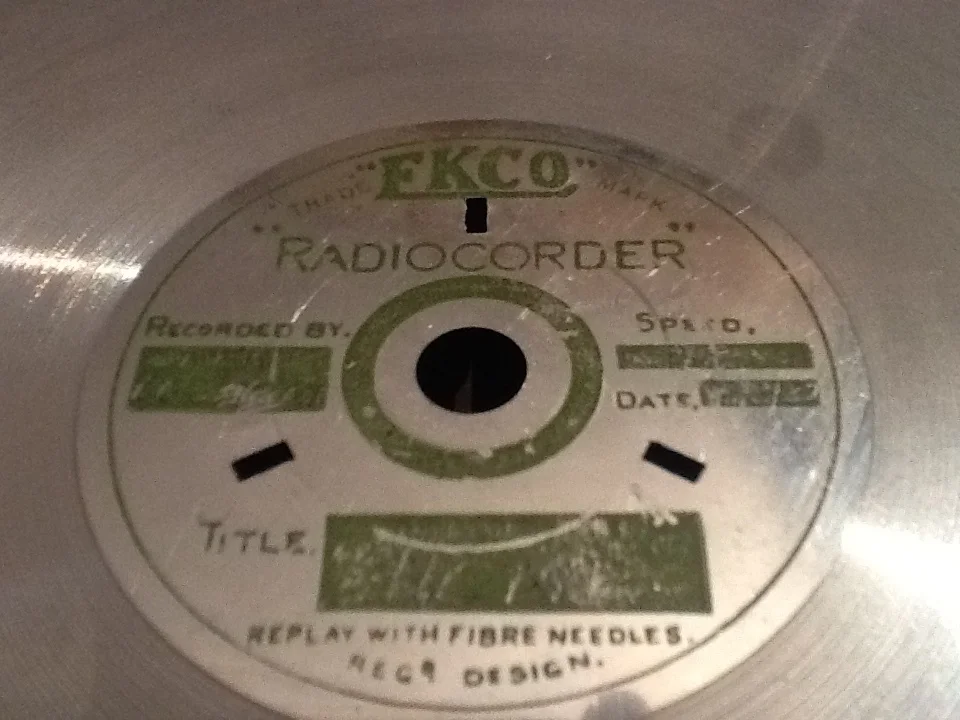 "EKCO"
TRADE MARK
"RADIOCORDER"
RECORDED BY.
SPEED.
DATE.
TITLE.
REPLAY WITH FIBRE NEEDLES.
REGD DESIGN.